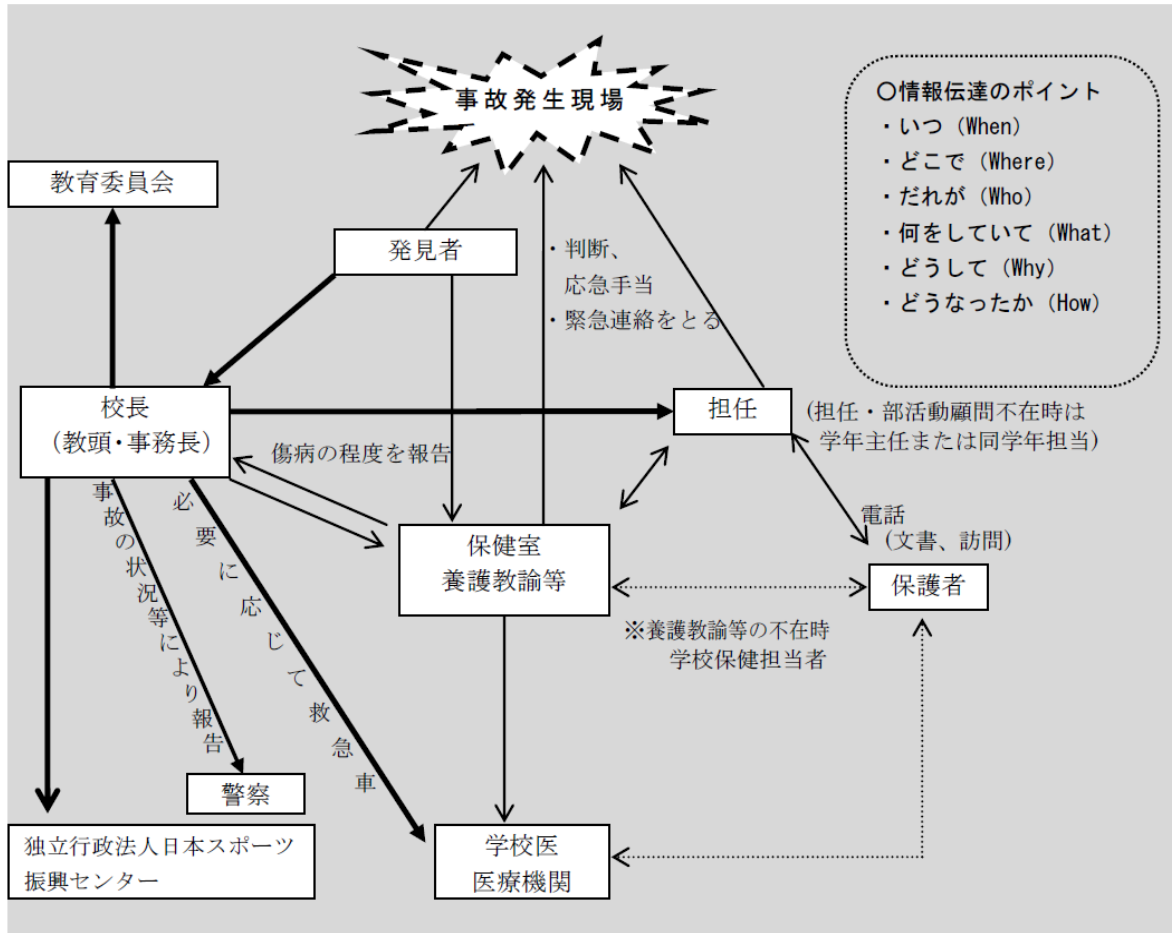 事故発生現場
〇情報伝達のポイント
・いつ（When）
・どこで（Where）
・だれが（Who）
・何をしていて（What）
・どうして（Why）
・どうなったか（How）
教育委員会
発見者
・判断、
応急手当
・緊急連絡をとる
校長
（教頭・事務長）
担任
(担任・部活動顧問不在時は
学年主任または同学年担当)
傷病の程度を報告
事故の状況等により報告
必要に応じて救急車
保健室
養護教諭等
電話
(文書、訪問)
保護者
※養護教諭等の不在時
学校保健担当者
警察
独立行政法人日本スポーツ
振興センター
学校医
医療機関